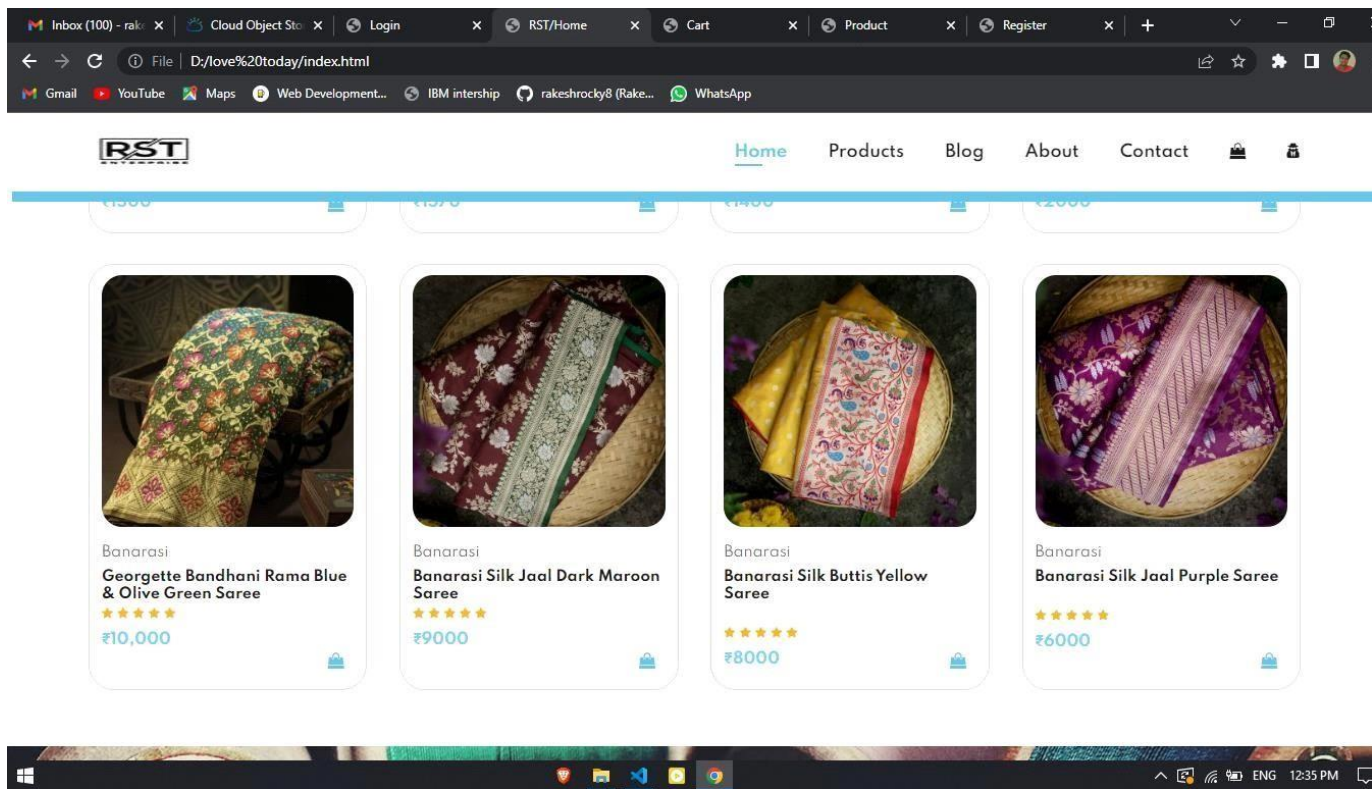 Inbox (100) - rake
Cloud Object Sto
Login
RST/Home
Cart
Product
Register
File | D:/love%20today/index.html
Gmail
YouTube
Maps
Web Development...
IBM intership
rakeshrocky8 (Rake...
WhatsApp
RST
ENTERPRISE
Home
Products
Blog
About
Contact
Banarasi
Georgette Bandhani Rama Blue
& Olive Green Saree
₹10,000
Banarasi
Banarasi Silk Jaal Dark Maroon
Saree
₹9000
Banarasi
Banarasi Silk Buttis Yellow
Saree
₹8000
Banarasi
Banarasi Silk Jaal Purple Saree
₹6000
ENG 12:35 PM